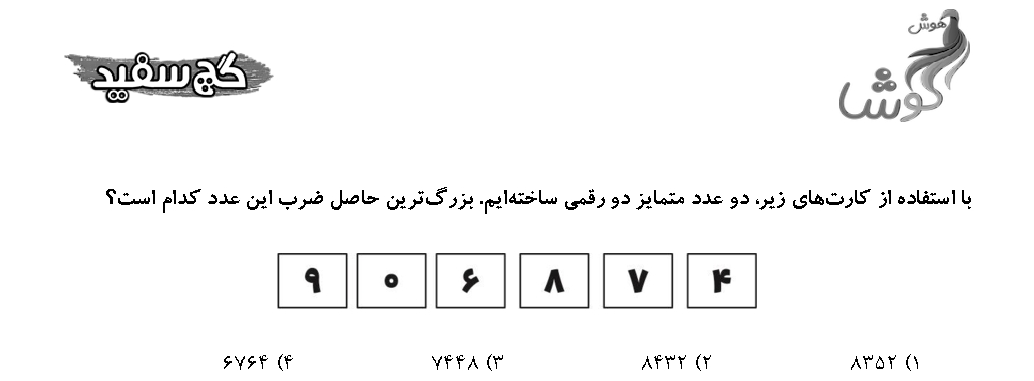 هوش
گوشا
گچ سفید
با استفاده از کارت‌های زیر، دو عدد متمایز دو رقمی ساخته‌ایم. بزرگ‌ترین حاصل ضرب این عدد کدام است؟
۹ ۰ ۶ ۸ ۷ ۴
۱) ۸۳۵۲ ۲) ۸۴۳۲ ۳) ۷۴۴۸ ۴) ۶۷۶۴